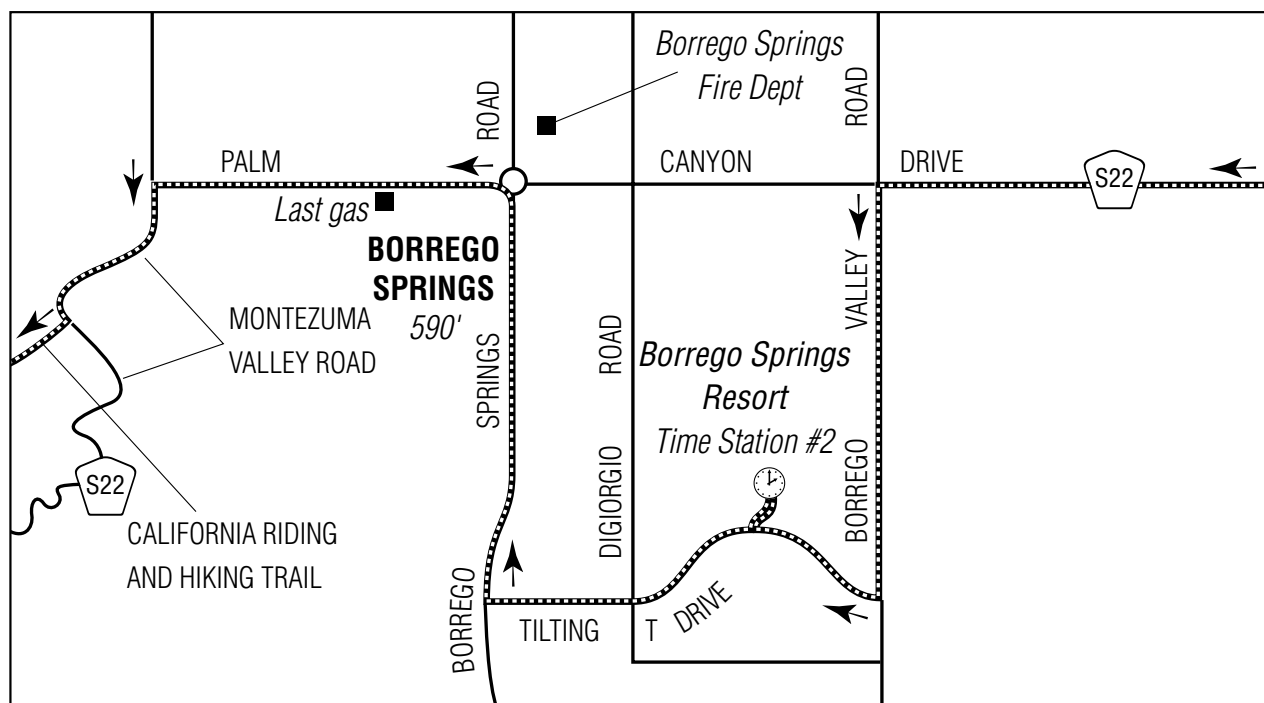 Borrego Springs
Fire Dept
ROAD
ROAD
PALM
CANYON
DRIVE
S22
Last gas
BORREGO
SPRINGS
590'
VALLEY
MONTEZUMA
VALLEY ROAD
SPRINGS
ROAD
Borrego Springs
Resort
Time Station #2
S22
DIGIORGIO
BORREGO
CALIFORNIA RIDING
AND HIKING TRAIL
BORREGO
TILTING
T
DRIVE